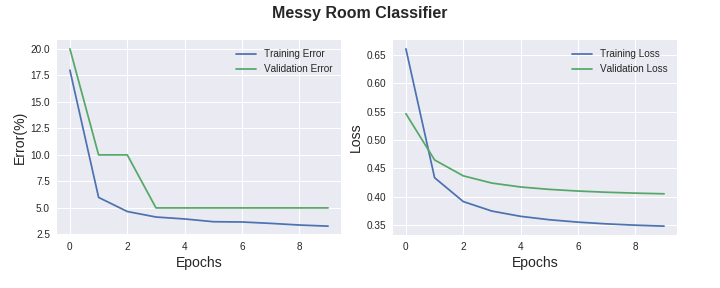 Messy Room Classifier
Error(%)
20.0
17.5
15.0
12.5
10.0
7.5
5.0
2.5
Training Error
Validation Error
0 2 4 6 8
Epochs
Loss
0.65
0.60
0.55
0.50
0.45
0.40
0.35
Training Loss
Validation Loss
0 2 4 6 8
Epochs